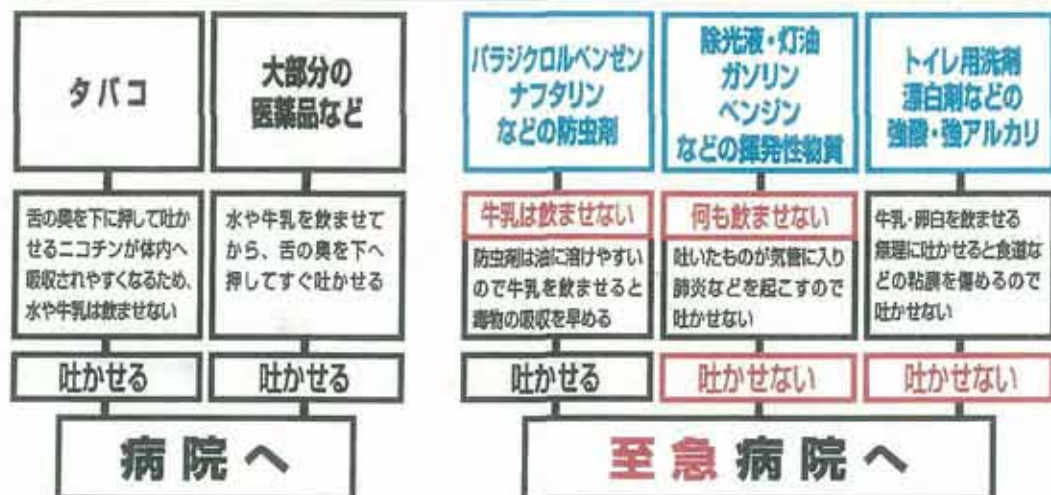 タバコ
舌の奥を下に押して吐か
せるニコチンが体内へ
吸収されやすくなるため、
水や牛乳は飲ませない
吐かせる
大部分の
医薬品など
水や牛乳を飲ませて
から、舌の奥を下へ
押してすぐ吐かせる
吐かせる
病院へ
パラジクロルベンゼン
ナフタリン
などの防虫剤
牛乳は飲ませない
防虫剤は油に溶けやすい
ので牛乳を飲ませると
毒物の吸収を早める
吐かせる
除光液・灯油
ガソリン
ベンジン
などの揮発性物質
何も飲ませない
吐いたものが気管に入り
肺炎などを起こすので
吐かせない
吐かせない
トイレ用洗剤
漂白剤などの
強酸・強アルカリ
牛乳・卵白を飲ませる
無理に吐かせると食道な
どの粘膜を傷めるので
吐かせない
吐かせない
至急病院へ